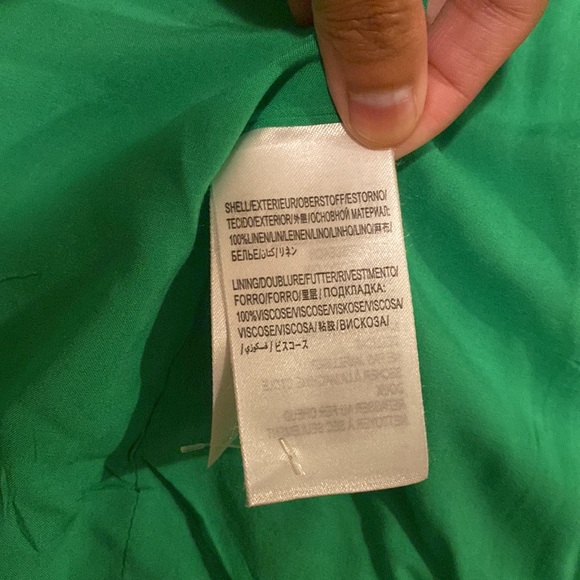 SHELL/EXTERIEUR/OBERSTOFF/ESTORNO/
TECIDO/EXTERIOR/外層/ОСНОВНОЙ МАТЕРИАЛ:
100%LINEN/LIN/LEINEN/LINO/LINHO/LINO/麻布/
БЕЛЬЕ/كتان/リネン
LINING/DOUBLURE/FUTTER/RIVESTIMENTO/
FORRO/FORRO/里层/ПОДКЛАДКА:
100%VISCOSE/VISCOSE/VISKOSE/VISCOSA/
VISCOSE/VISCOSA/粘胶/ВИСКОЗА/
/فسكوزي/ビスコース